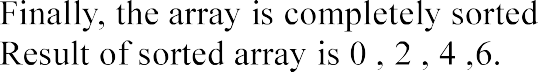 Finally, the array is completely sorted
Result of sorted array is 0 , 2 , 4 ,6.